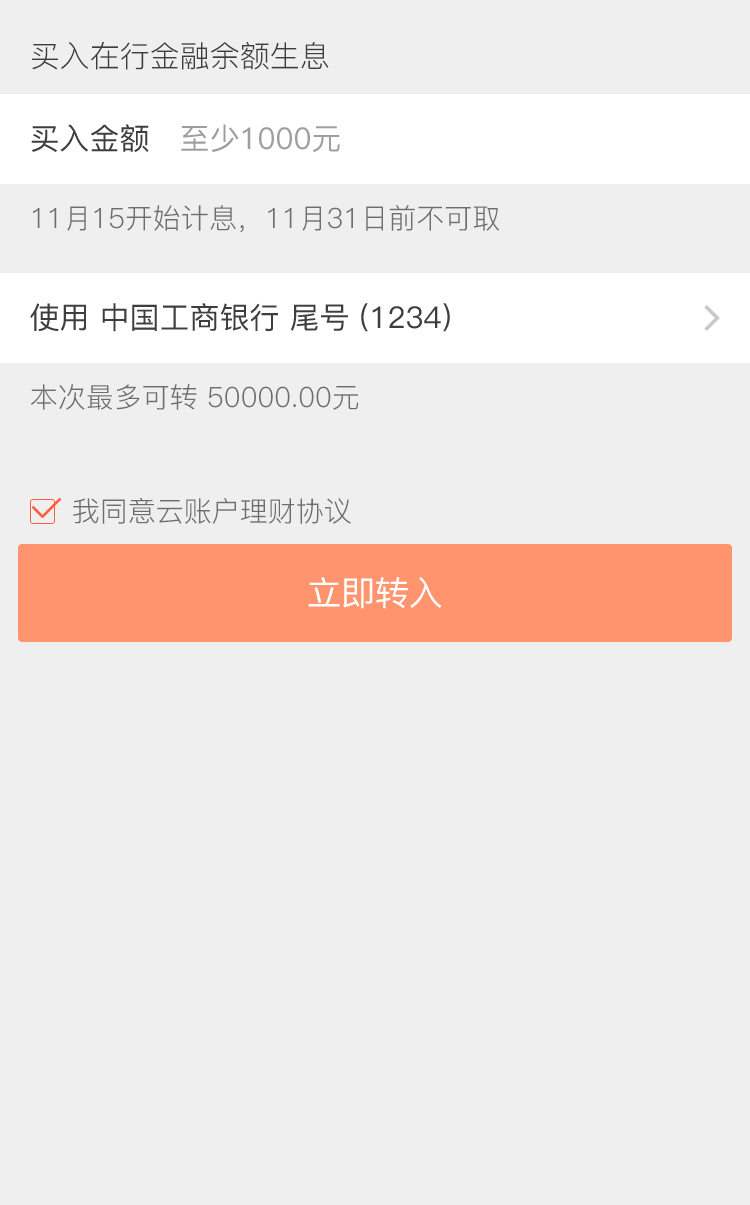 买入在行金融余额生息
买入金额 至少1000元
11月15开始计息，11月31日前不可取
使用 中国工商银行 尾号 (1234)
本次最多可转 50000.00元
我同意云账户理财协议
立即转入